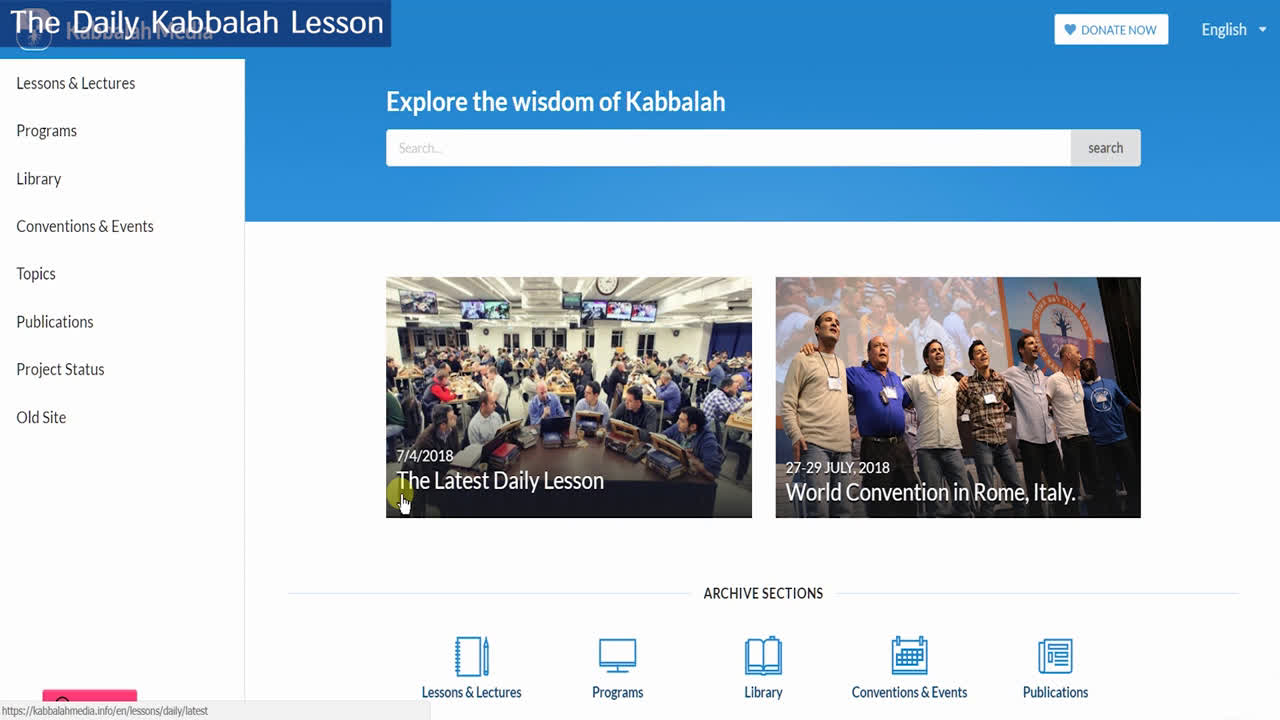 The Daily Kabbalah Lesson
Kabbalah Media
DONATE NOW
English
Lessons & Lectures
Programs
Library
Conventions & Events
Topics
Publications
Project Status
Old Site
Explore the wisdom of Kabbalah
Search...
search
7/4/2018
The Latest Daily Lesson
27-29 JULY, 2018
World Convention in Rome, Italy.
ARCHIVE SECTIONS
Lessons & Lectures
Programs
Library
Conventions & Events
Publications
https://kabbalahmedia.info/en/lessons/daily/latest